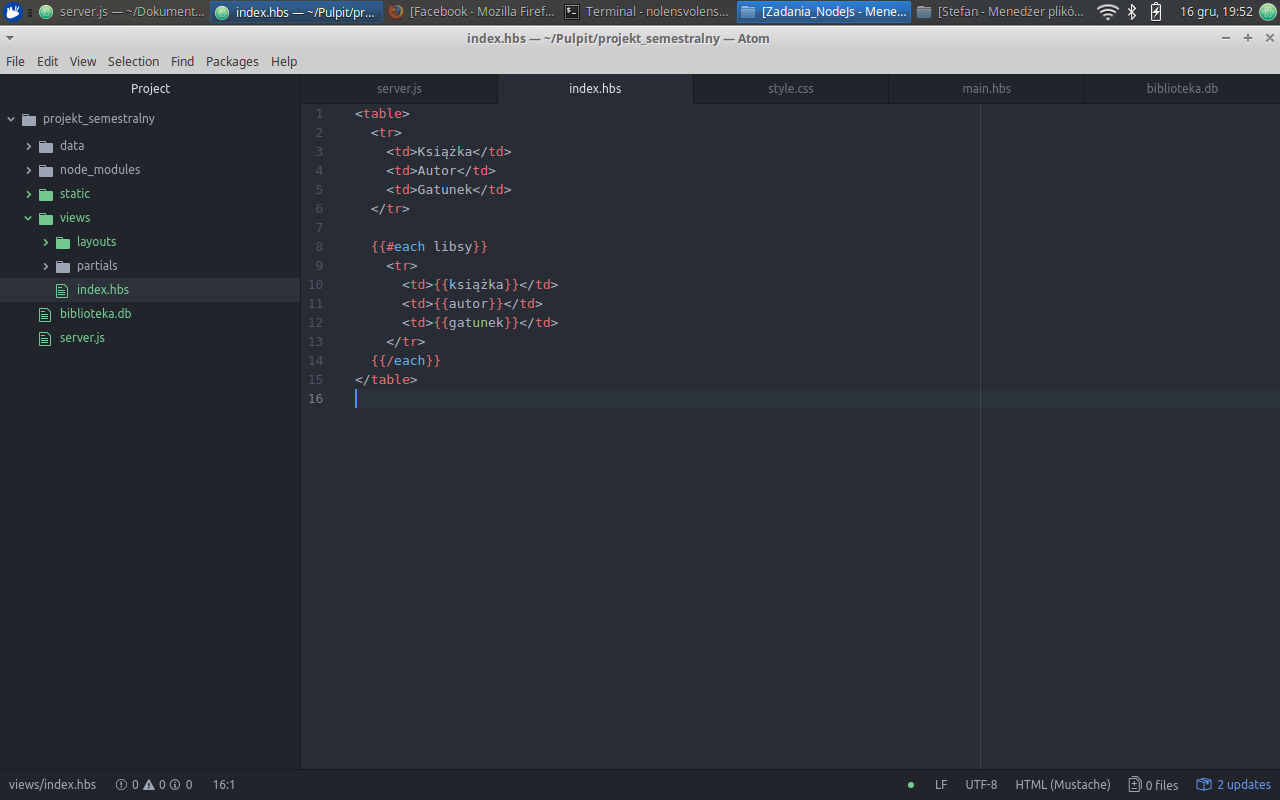 server.js — ~/Dokument... index.hbs — ~/Pulpit/pr... [Facebook - Mozilla Firef... Terminal - nolensvolens... [Zadania_NodeJs - Mene... [Stefan - Menedżer plikó... 16 gru, 19:52
index.hbs — ~/Pulpit/projekt_semestralny — Atom
File Edit View Selection Find Packages Help
Project
server.js index.hbs style.css main.hbs biblioteka.db
projekt_semestralny
data
node_modules
static
views
layouts
partials
index.hbs
biblioteka.db
server.js
1 <table>
2 <tr>
3 <td>Książka</td>
4 <td>Autor</td>
5 <td>Gatunek</td>
6 </tr>
7
8 {{#each libsy}}
9 <tr>
10 <td>{{książka}}</td>
11 <td>{{autor}}</td>
12 <td>{{gatunek}}</td>
13 </tr>
14 {{/each}}
15 </table>
16
views/index.hbs 0 0 0 16:1 LF UTF-8 HTML (Mustache) 0 files 2 updates